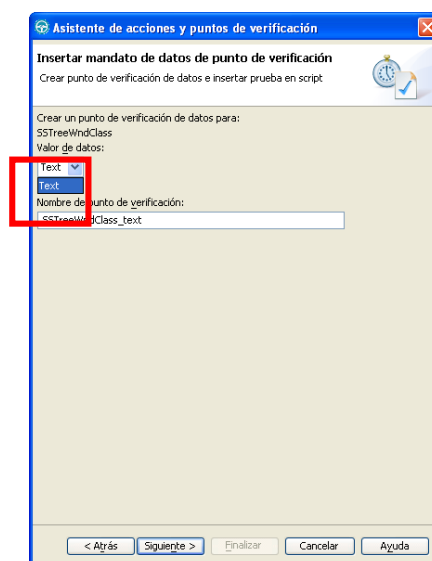 Asistente de acciones y puntos de verificación
Insertar mandato de datos de punto de verificación
Crear punto de verificación de datos e insertar prueba en script
Crear un punto de verificación de datos para:
SSTreeWndClass
Valor de datos:
Text
Text
Nombre de punto de verificación:
SSTreeWndClass_text
< Atrás
Siguiente >
Finalizar
Cancelar
Ayuda